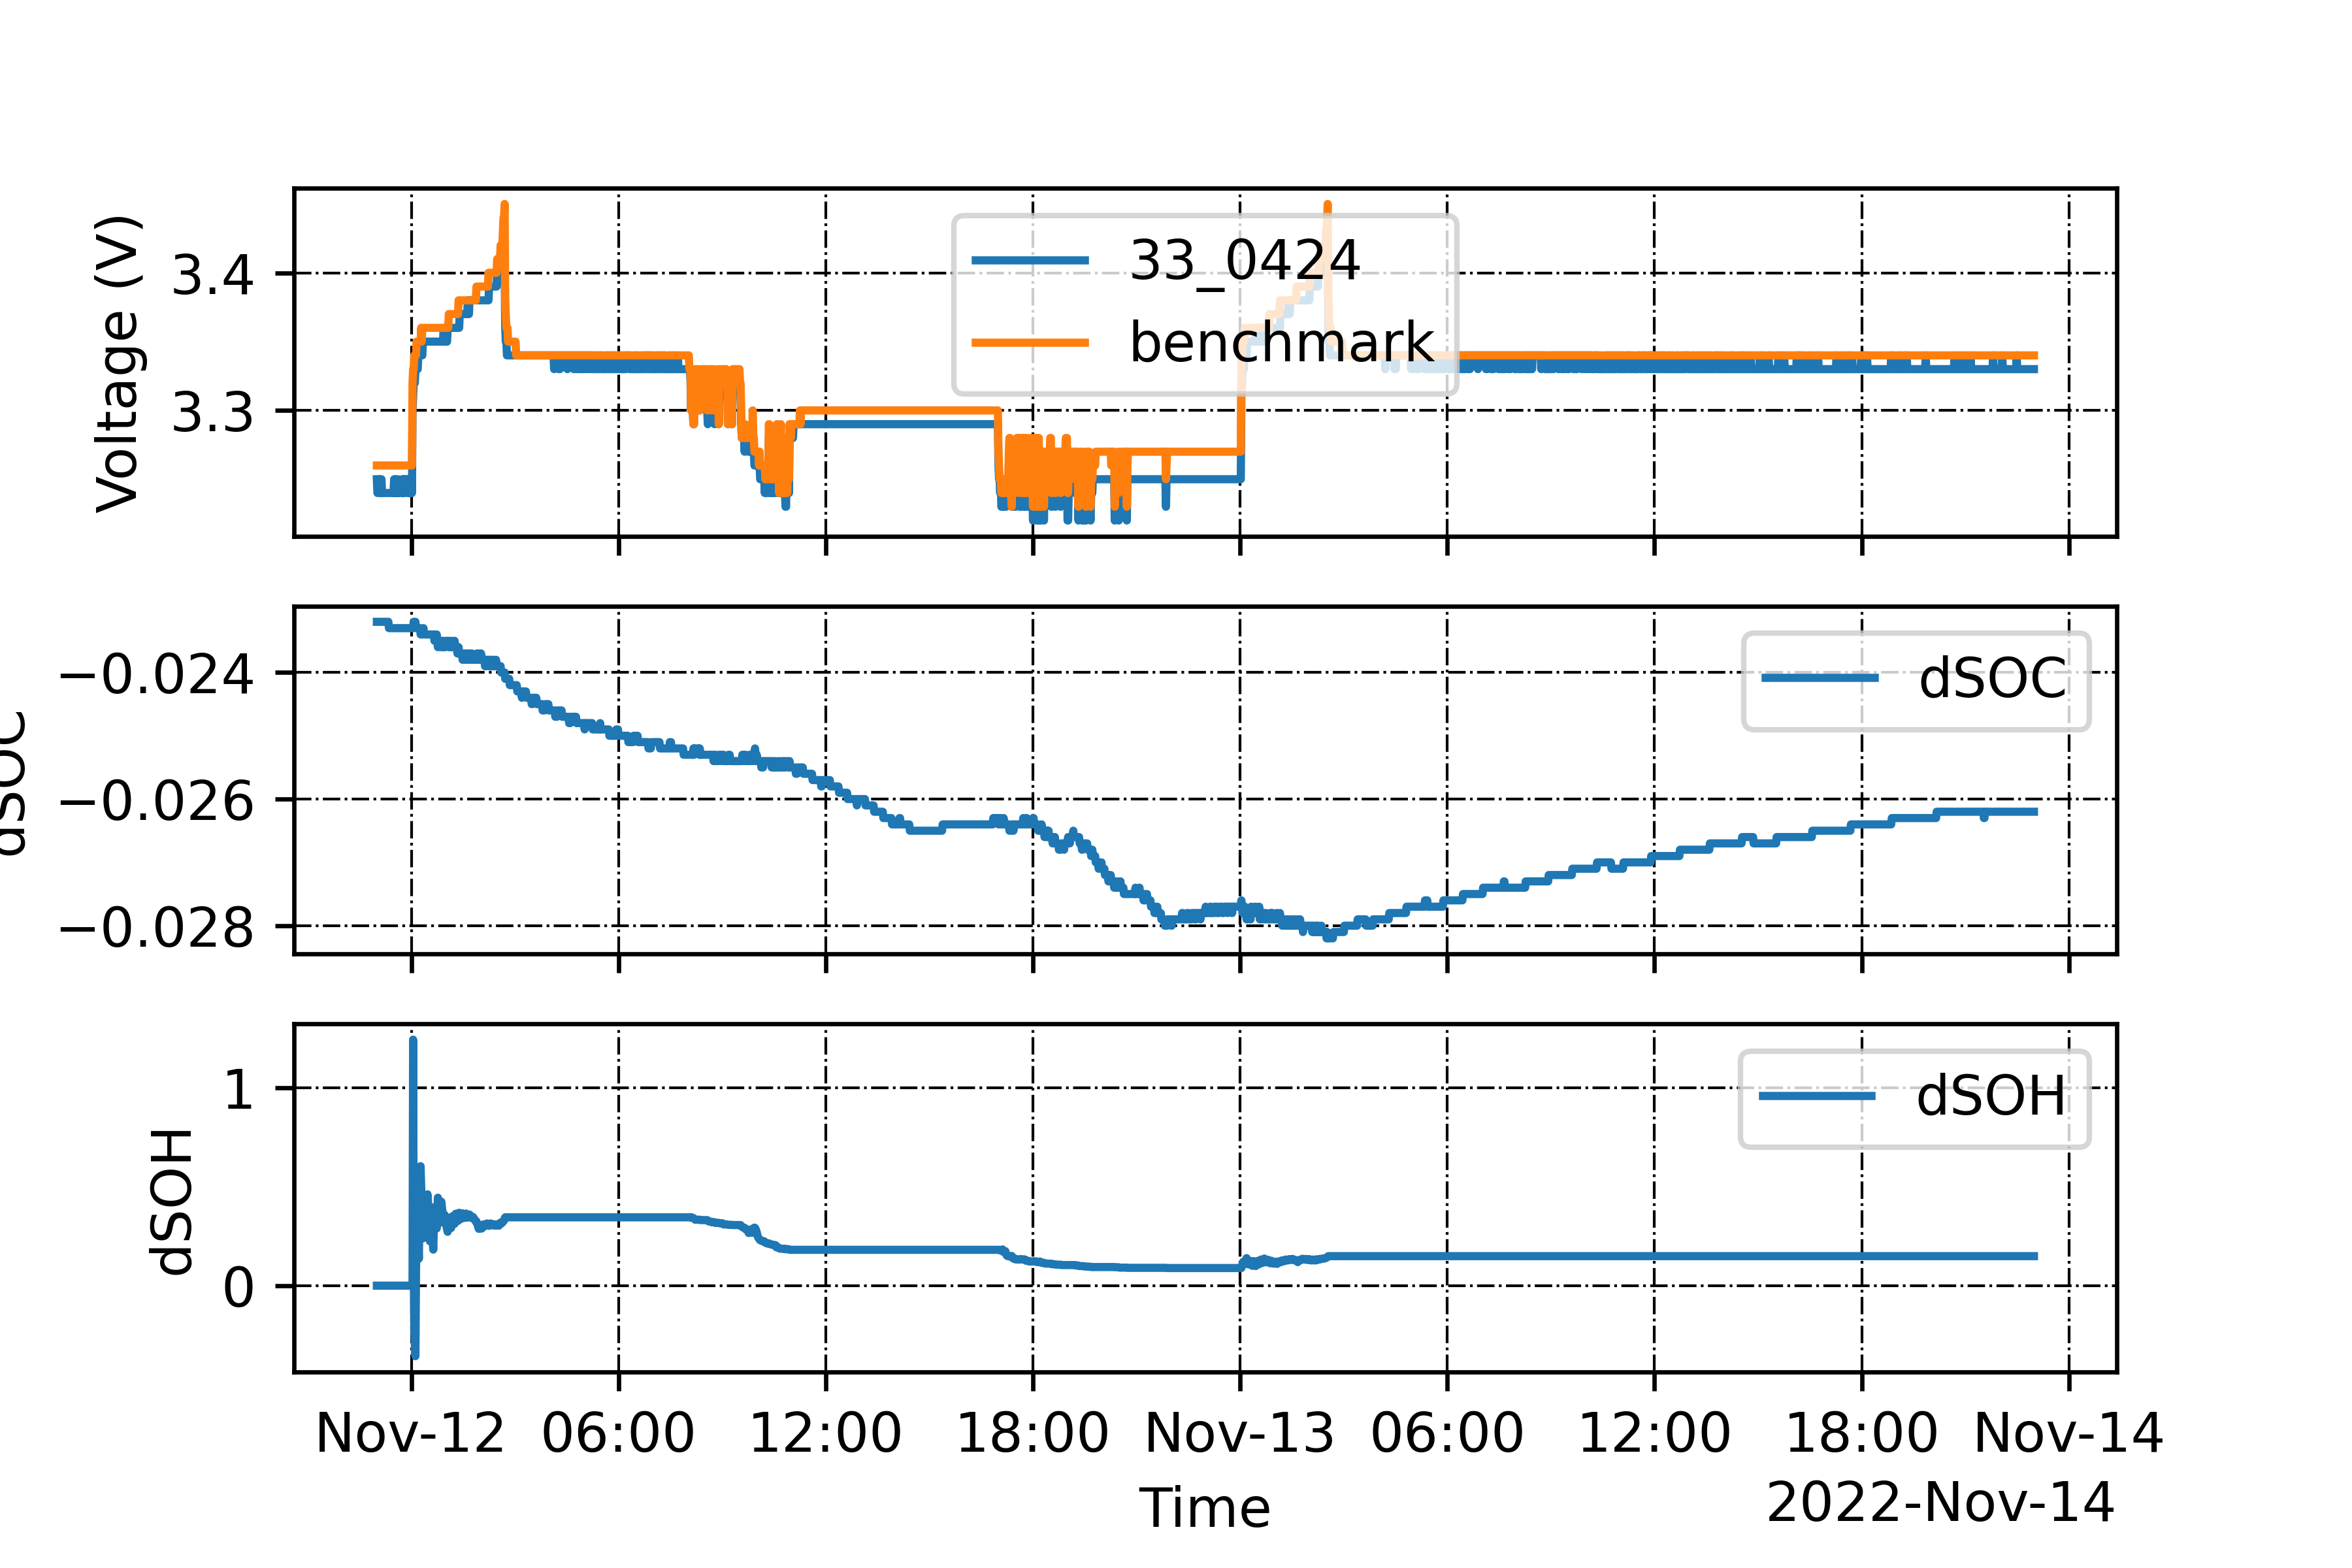 Voltage (V)
3.4
3.3
33_0424
benchmark
dSOC
−0.024
−0.026
−0.028
dSOC
dSOH
1
0
dSOH
Nov-12 06:00 12:00 18:00 Nov-13 06:00 12:00 18:00 Nov-14
Time
2022-Nov-14